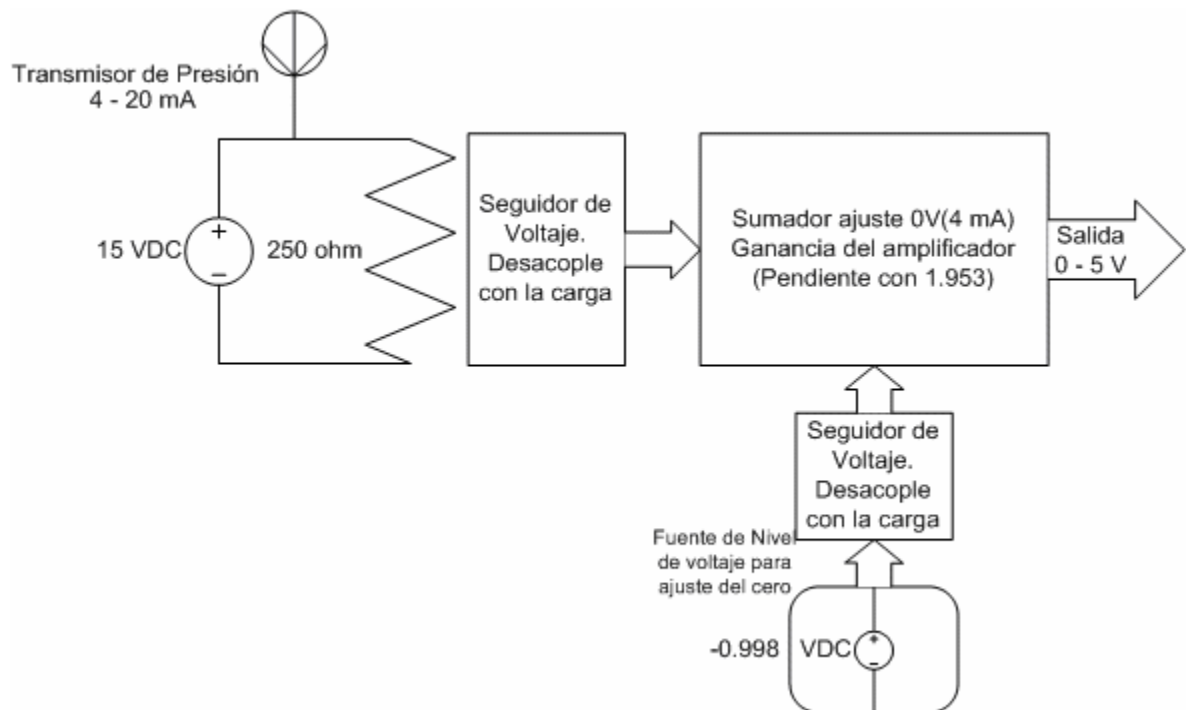 Transmisor de Presión
4 - 20 mA
15 VDC
+
–
250 ohm
Seguidor de
Voltaje.
Desacople
con la carga
Sumador ajuste 0V(4 mA)
Ganancia del amplificador
(Pendiente con 1.953)
Salida
0 - 5 V
Seguidor de
Voltaje.
Desacople
con la carga
Fuente de Nivel
de voltaje para
ajuste del cero
-0.998
VDC
+
–